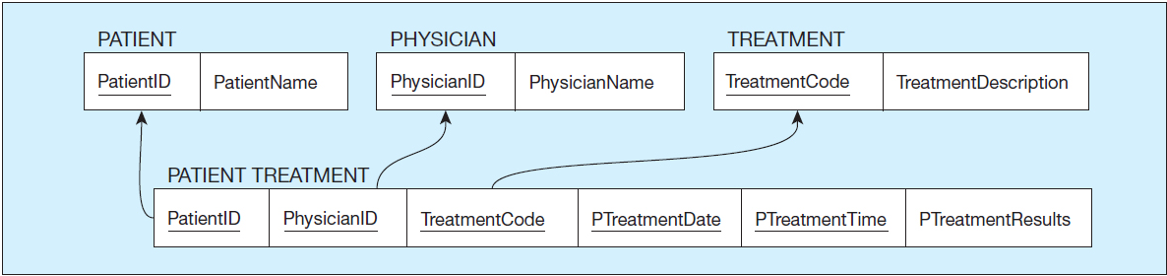 PATIENT PHYSICIAN TREATMENT
PatientID PatientName PhysicianID PhysicianName TreatmentCode TreatmentDescription
PATIENT TREATMENT
PatientID PhysicianID TreatmentCode PTreatmentDate PTreatmentTime PTreatmentResults